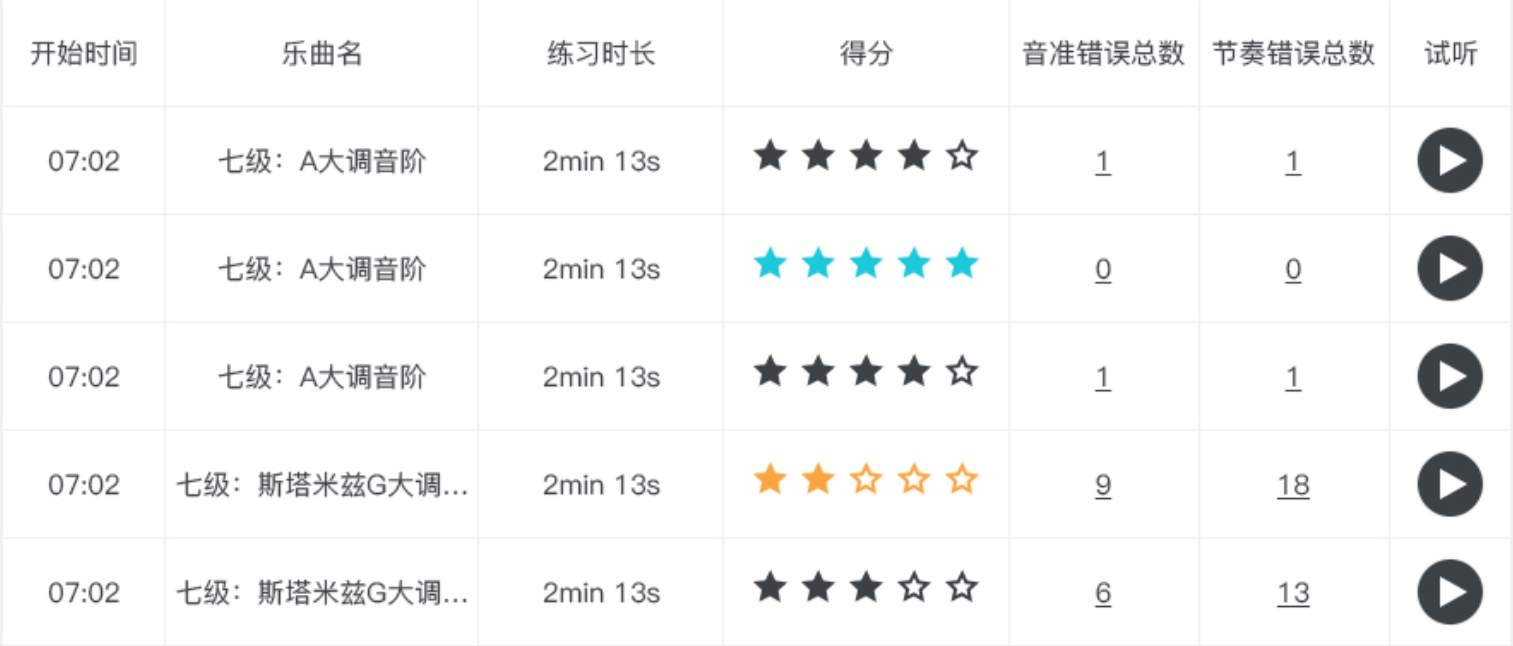 开始时间 乐曲名 练习时长 得分 音准错误总数 节奏错误总数 试听
07:02 七级：A大调音阶 2min 13s 1 1
07:02 七级：A大调音阶 2min 13s 0 0
07:02 七级：A大调音阶 2min 13s 1 1
07:02 七级：斯塔米兹G大调... 2min 13s 9 18
07:02 七级：斯塔米兹G大调... 2min 13s 6 13